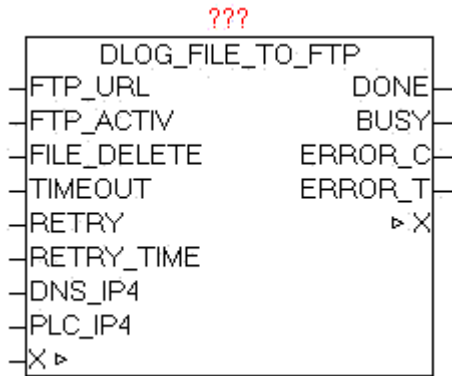 ???
DLOG_FILE_TO_FTP
FTP_URL DONE
FTP_ACTIV BUSY
FILE_DELETE ERROR_C
TIMEOUT ERROR_T
RETRY ▹ X
RETRY_TIME
DNS_IP4
PLC_IP4
X ▹